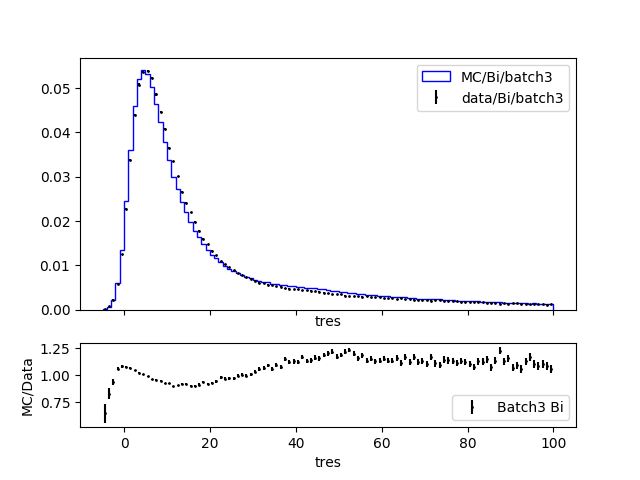 0.05
0.04
0.03
0.02
0.01
0.00
MC/Bi/batch3
data/Bi/batch3
tres
1.25
1.00
0.75
MC/Data
Batch3 Bi
0 20 40 60 80 100
tres